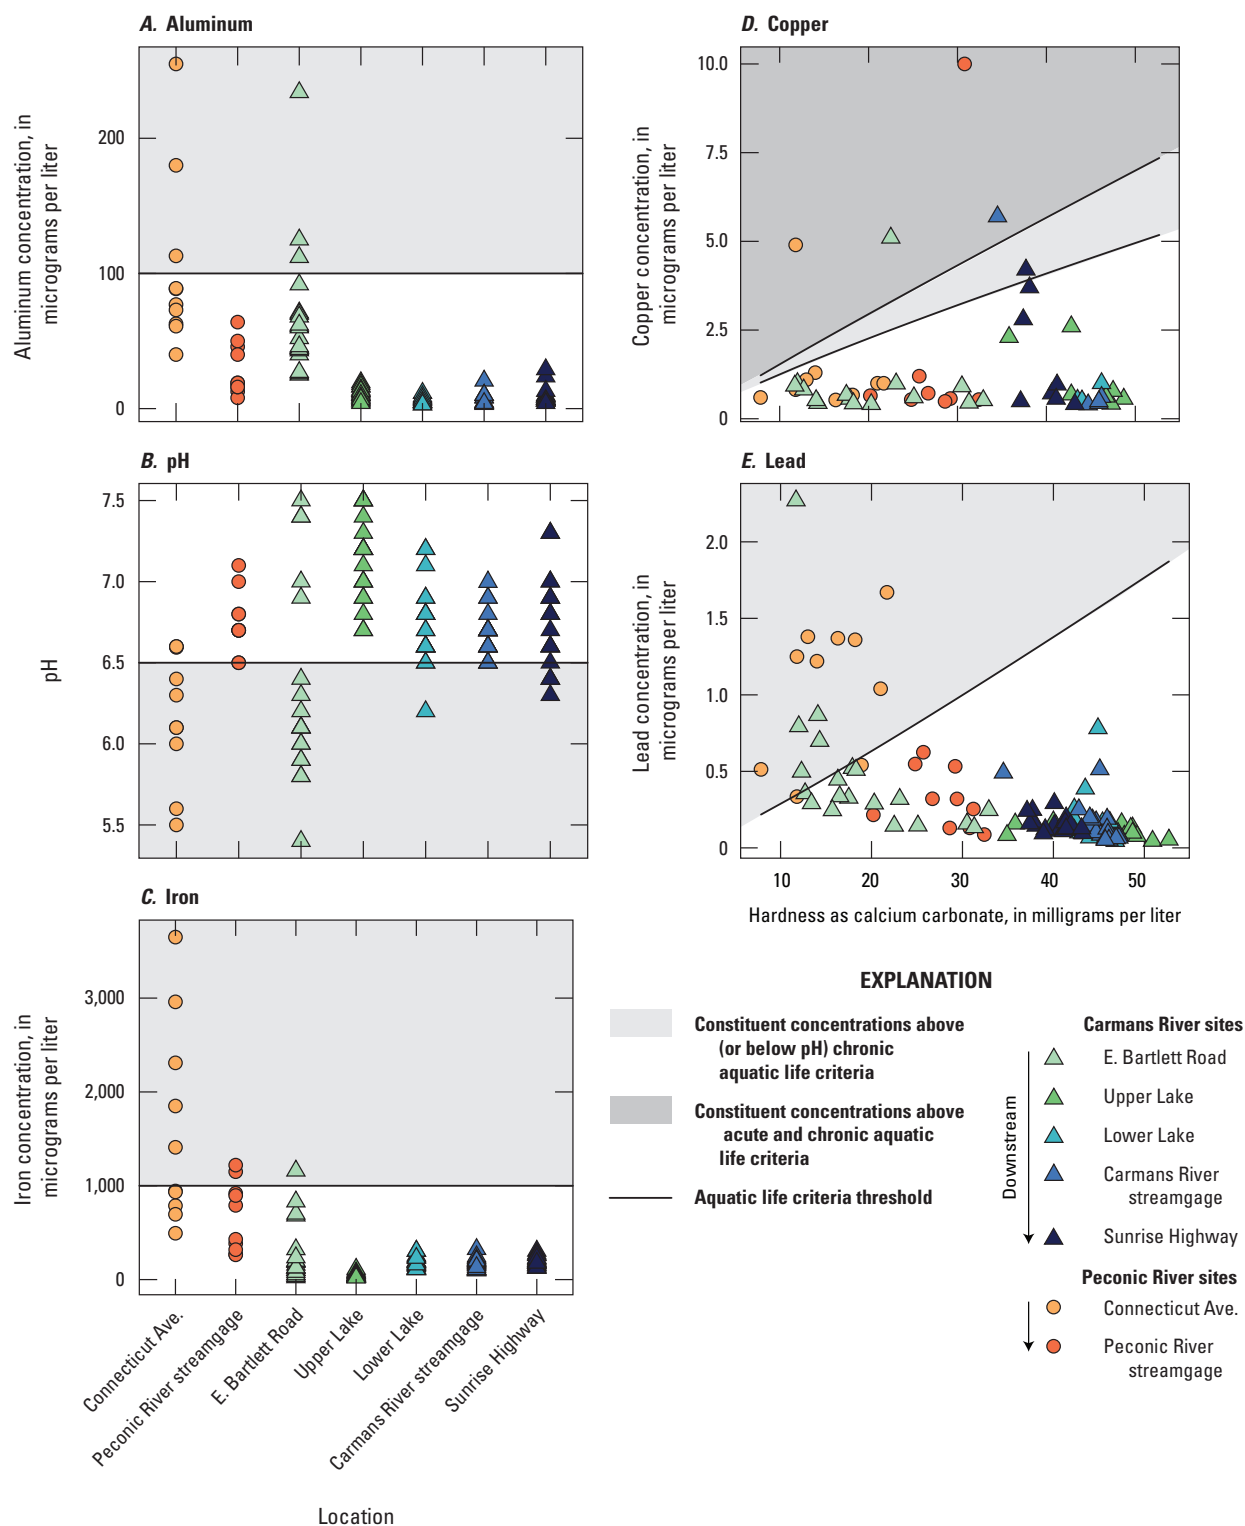 A. Aluminum
Aluminum concentration, in
micrograms per liter
200
100
0
B. pH
pH
7.5
7.0
6.5
6.0
5.5
C. Iron
Iron concentration, in
micrograms per liter
3,000
2,000
1,000
0
Connecticut Ave.
Peconic River streamgage
E. Bartlett Road
Upper Lake
Lower Lake
Carmans River streamgage
Sunrise Highway
Location
D. Copper
Copper concentration, in
micrograms per liter
10.0
7.5
5.0
2.5
0
E. Lead
Lead concentration, in
micrograms per liter
2.0
1.5
1.0
0.5
0
10 20 30 40 50
Hardness as calcium carbonate, in milligrams per liter
EXPLANATION
Constituent concentrations above
(or below pH) chronic
aquatic life criteria
Constituent concentrations above
acute and chronic aquatic
life criteria
Aquatic life criteria threshold
Downstream
Carmans River sites
E. Bartlett Road
Upper Lake
Lower Lake
Carmans River
streamgage
Sunrise Highway
Peconic River sites
Connecticut Ave.
Peconic River
streamgage